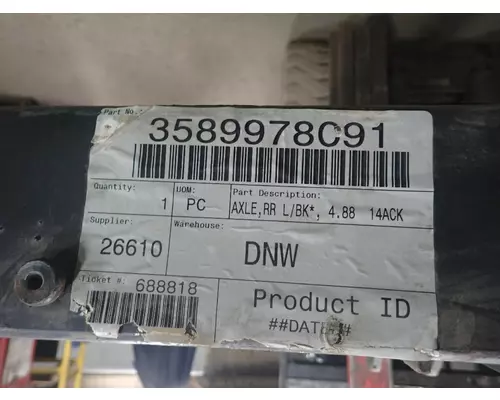 Part No.:
3589978C91
Quantity: UOM: Part Description:
1 PC AXLE,RR L/BK*, 4.88 14ACK
Supplier: Warehouse:
26610 DNW
Ticket #: 688818
Product ID
##DATE##